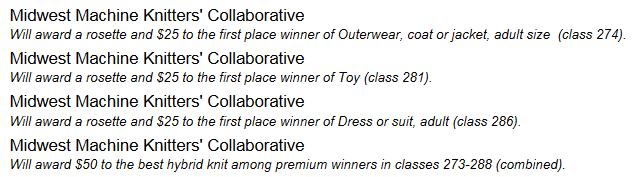 Midwest Machine Knitters' Collaborative
Will award a rosette and $25 to the first place winner of Outerwear, coat or jacket, adult size  (class 274).
Midwest Machine Knitters' Collaborative
Will award a rosette and $25 to the first place winner of Toy (class 281).
Midwest Machine Knitters' Collaborative
Will award a rosette and $25 to the first place winner of Dress or suit, adult (class 286).
Midwest Machine Knitters' Collaborative
Will award $50 to the best hybrid knit among premium winners in classes 273-288 (combined).